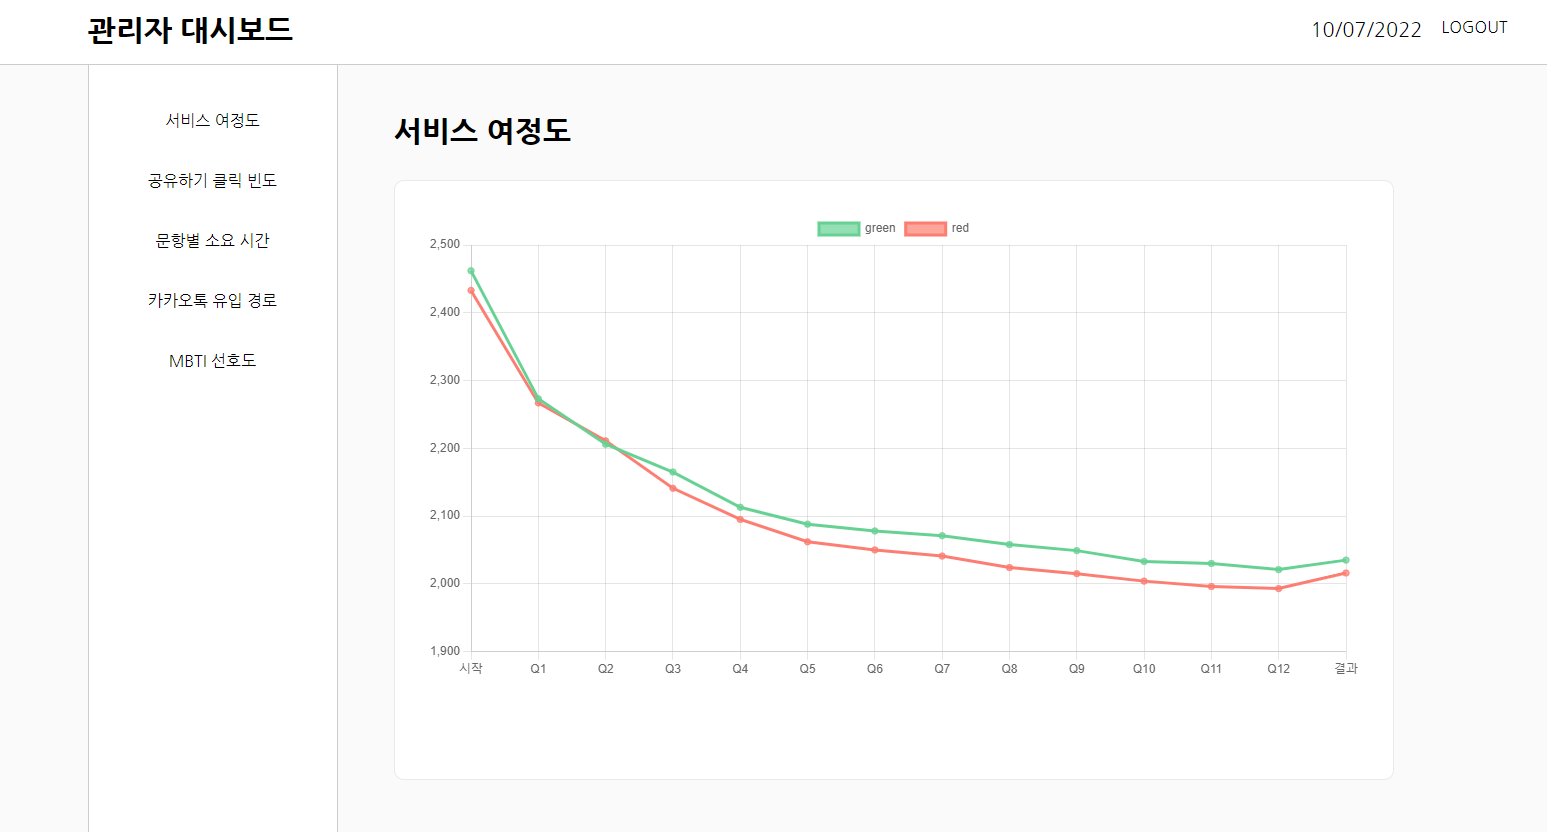 관리자 대시보드
10/07/2022 LOGOUT
서비스 여정도
공유하기 클릭 빈도
문항별 소요 시간
카카오톡 유입 경로
MBTI 선호도
서비스 여정도
green red
2,500
2,400
2,300
2,200
2,100
2,000
1,900
시작 Q1 Q2 Q3 Q4 Q5 Q6 Q7 Q8 Q9 Q10 Q11 Q12 결과